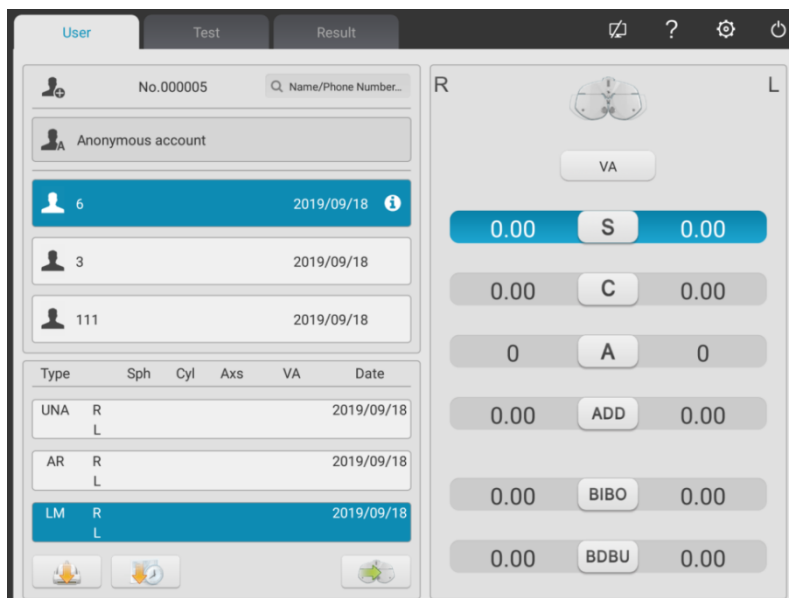 User Test Result ?
No.000005 Name/Phone Number...
A Anonymous account
6 2019/09/18 i
3 2019/09/18
111 2019/09/18
Type Sph Cyl Axs VA Date
UNA R 2019/09/18
L
AR R 2019/09/18
L
LM R 2019/09/18
L
R L
VA
0.00 S 0.00
0.00 C 0.00
0 A 0
0.00 ADD 0.00
0.00 BIBO 0.00
0.00 BDBU 0.00